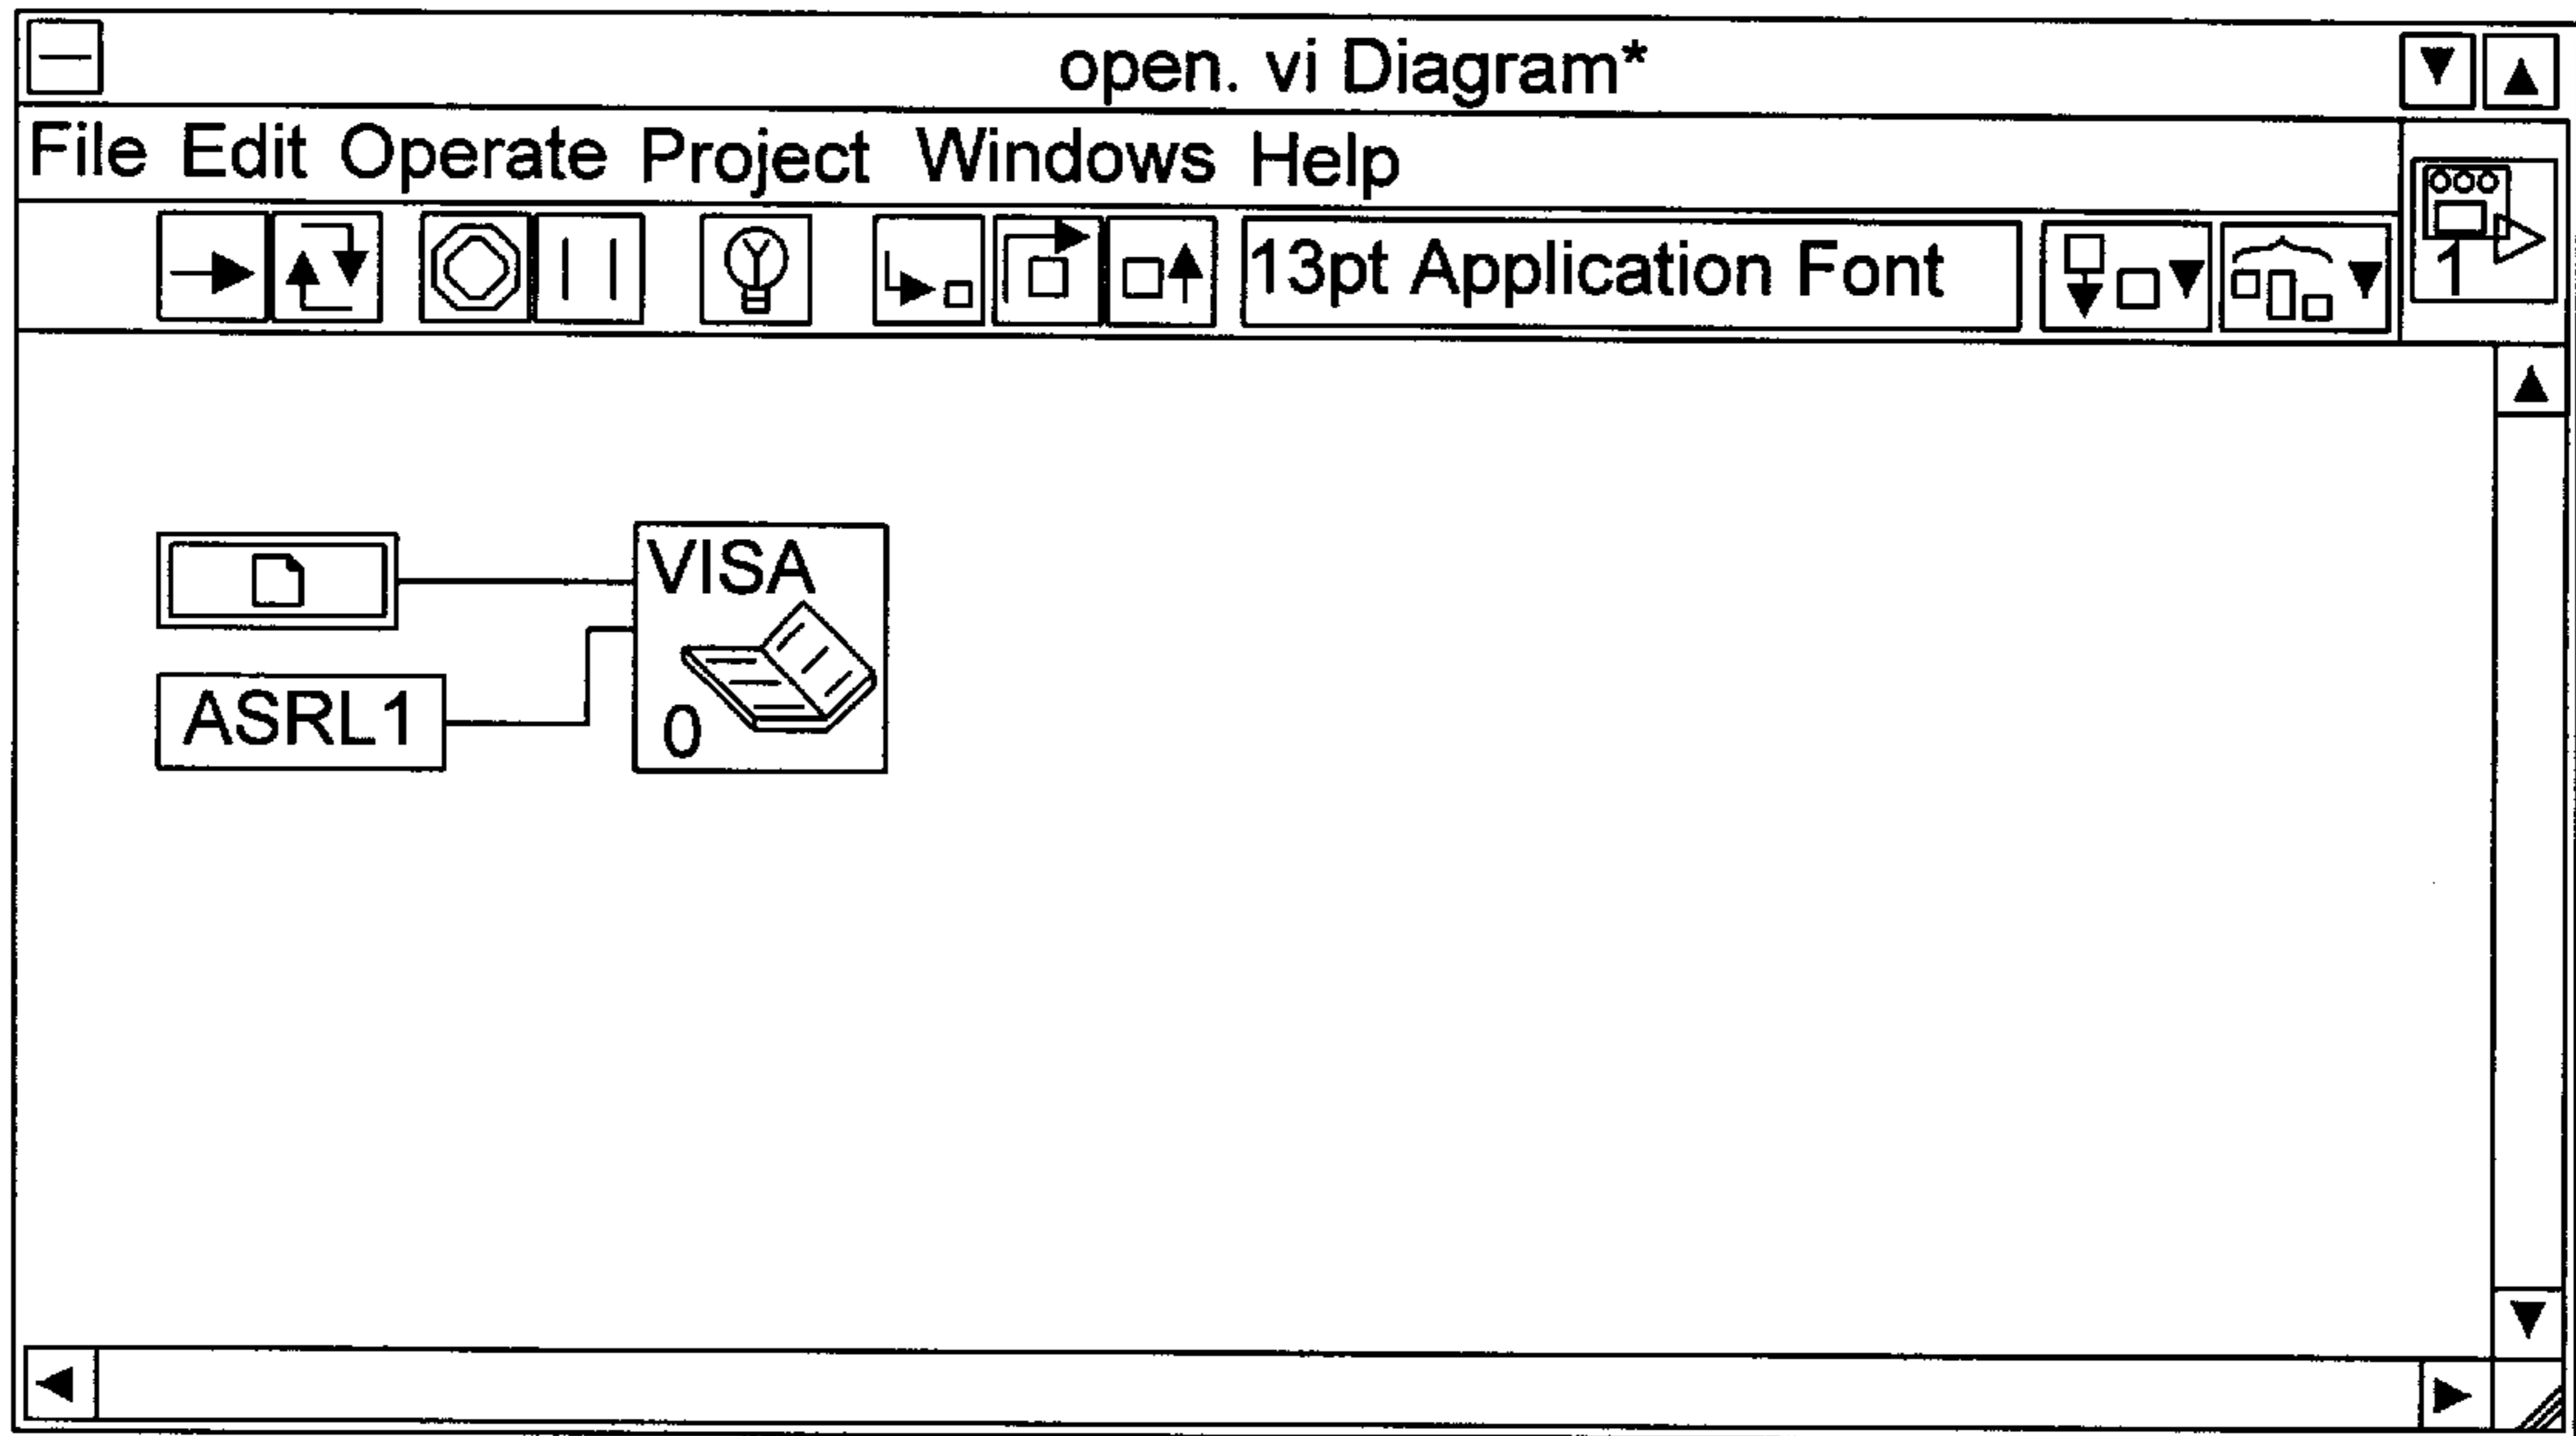 open. vi Diagram*
File Edit Operate Project Windows Help
13pt Application Font
1
VISA
0
ASRL1